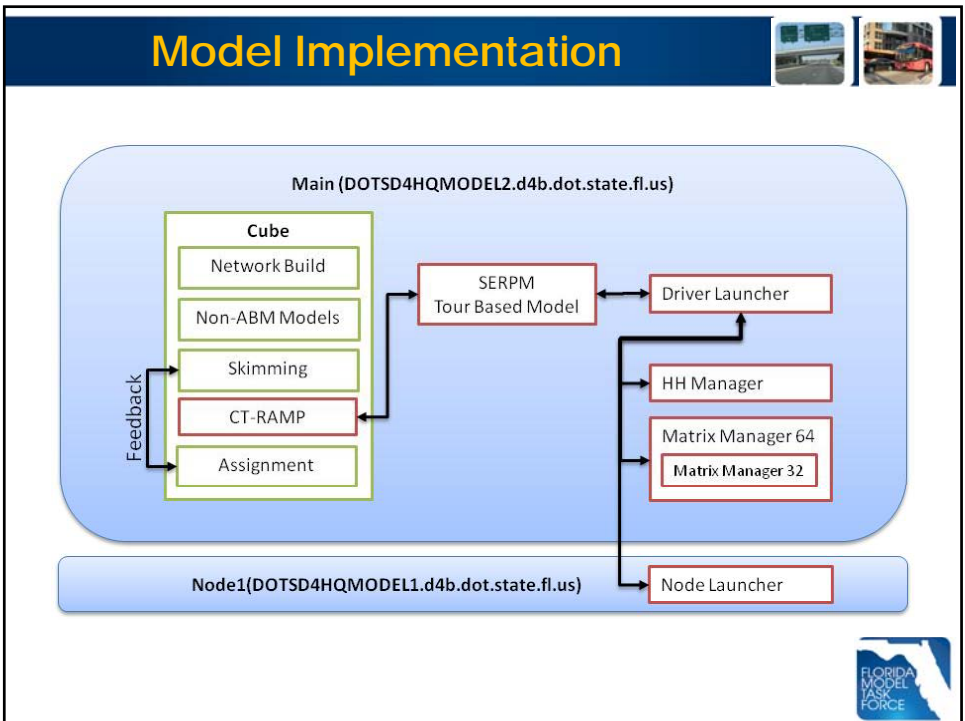 Model Implementation
Main (DOTSD4HQMODEL2.d4b.dot.state.fl.us)
Cube
Network Build
Non-ABM Models
Skimming
CT-RAMP
Assignment
Feedback
SERPM
Tour Based Model
Driver Launcher
HH Manager
Matrix Manager 64
Matrix Manager 32
Node1(DOTSD4HQMODEL1.d4b.dot.state.fl.us)
Node Launcher
FLORIDA
MODEL
TASK
FORCE